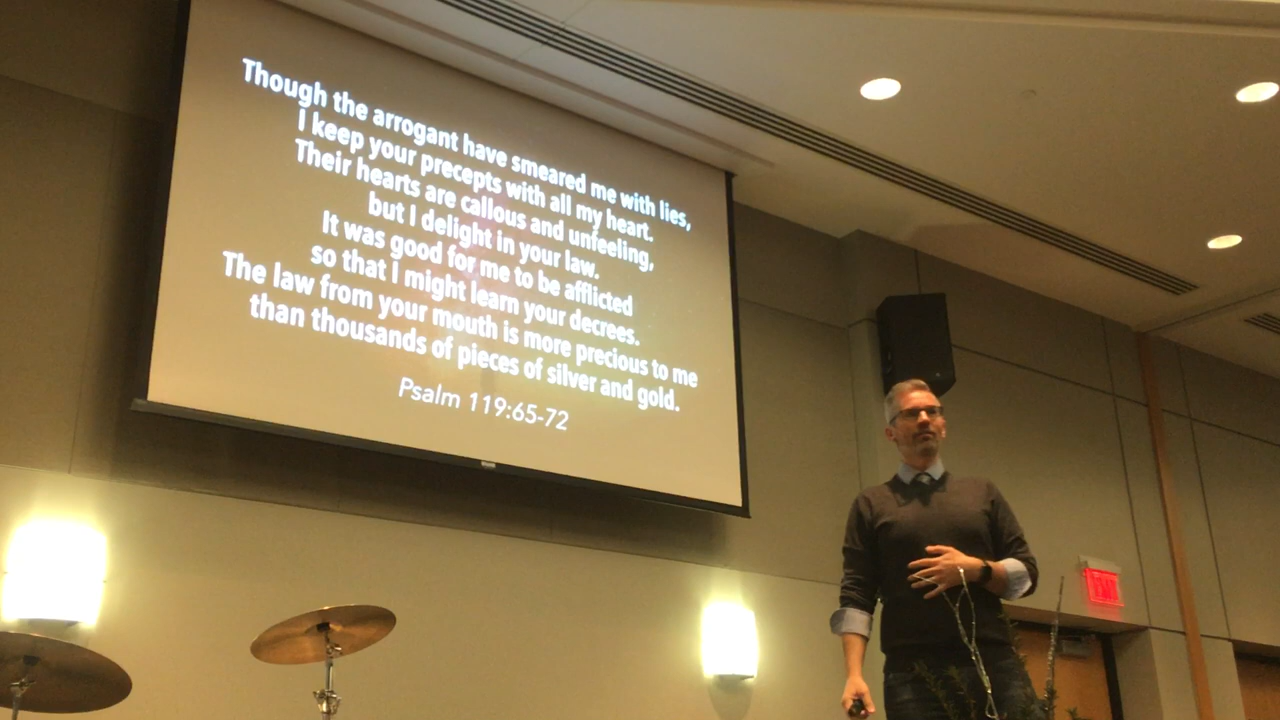 Though the arrogant have smeared me with lies,
I keep your precepts with all my heart.
Their hearts are callous and unfeeling,
but I delight in your law.
It was good for me to be afflicted
so that I might learn your decrees.
The law from your mouth is more precious to me
than thousands of pieces of silver and gold.
Psalm 119:65-72
EXIT